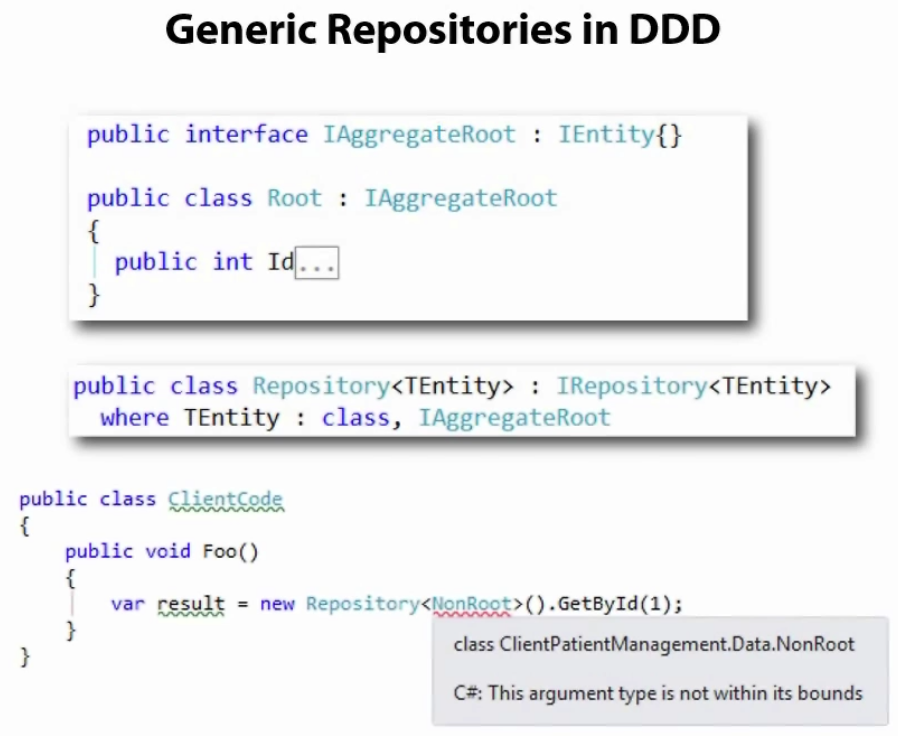 Generic Repositories in DDD
public interface IAggregateRoot : IEntity{}
public class Root : IAggregateRoot
{
public int Id...
}
public class Repository<TEntity> : IRepository<TEntity>
where TEntity : class, IAggregateRoot
public class ClientCode
{
public void Foo()
{
var result = new Repository<NonRoot>().GetById(1);
}
}
class ClientPatientManagement.Data.NonRoot
C#: This argument type is not within its bounds